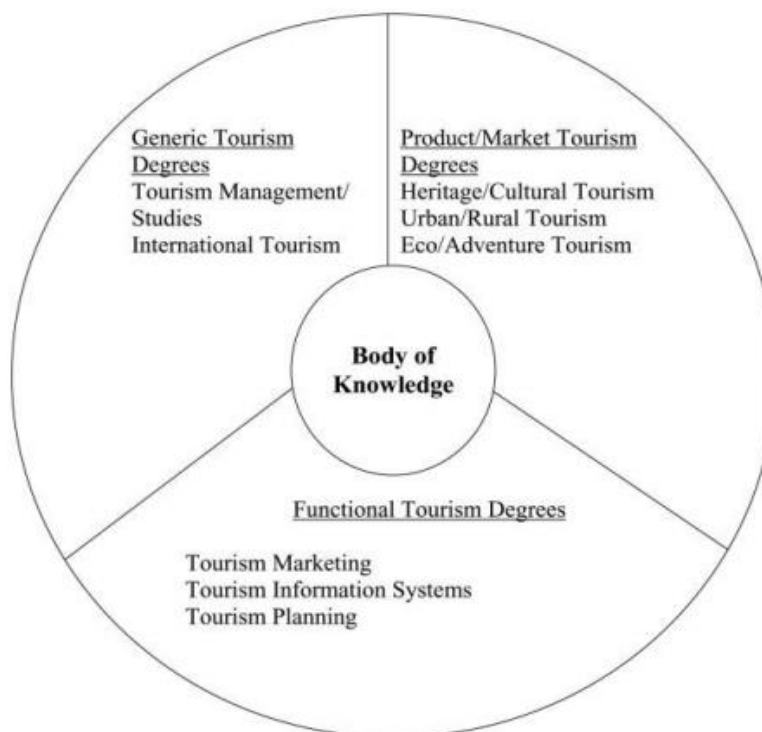 Generic Tourism
Degrees
Tourism Management/
Studies
International Tourism
Product/Market Tourism
Degrees
Heritage/Cultural Tourism
Urban/Rural Tourism
Eco/Adventure Tourism
Body of
Knowledge
Functional Tourism Degrees
Tourism Marketing
Tourism Information Systems
Tourism Planning